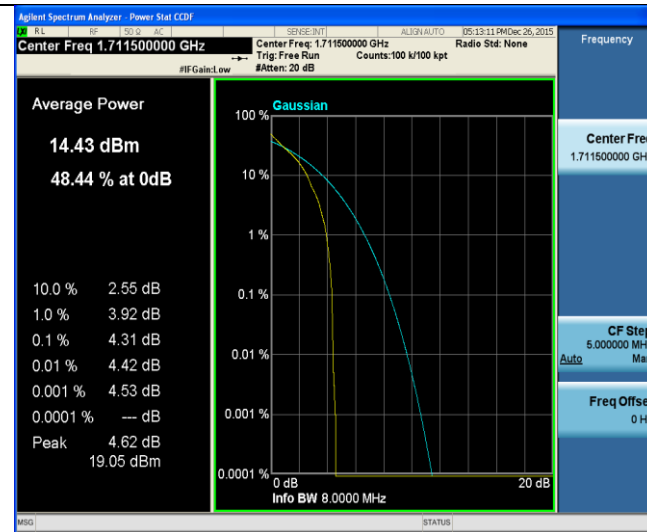 Agilent Spectrum Analyzer - Power Stat CCDF
LXI RL RF 50 Ω AC SENSE:INT ALIGN AUTO 05:13:11 PM Dec 26, 2015
Center Freq 1.711500000 GHz
Center Freq: 1.711500000 GHz Radio Std: None
Trig: Free Run Counts:100 k/100 kpt
#IFGain:Low #Atten: 20 dB
Frequency
Average Power
14.43 dBm
48.44 % at 0dB
10.0 % 2.55 dB
1.0 % 3.92 dB
0.1 % 4.31 dB
0.01 % 4.42 dB
0.001 % 4.53 dB
0.0001 % --- dB
Peak 4.62 dB
19.05 dBm
Gaussian
100 %
10 %
1 %
0.1 %
0.01 %
0.001 %
0.0001 %
0 dB 20 dB
Info BW 8.0000 MHz
Center Fre
1.711500000 GH
CF Step
5.000000 MH
Auto Ma
Freq Offse
0 H
MSG STATUS